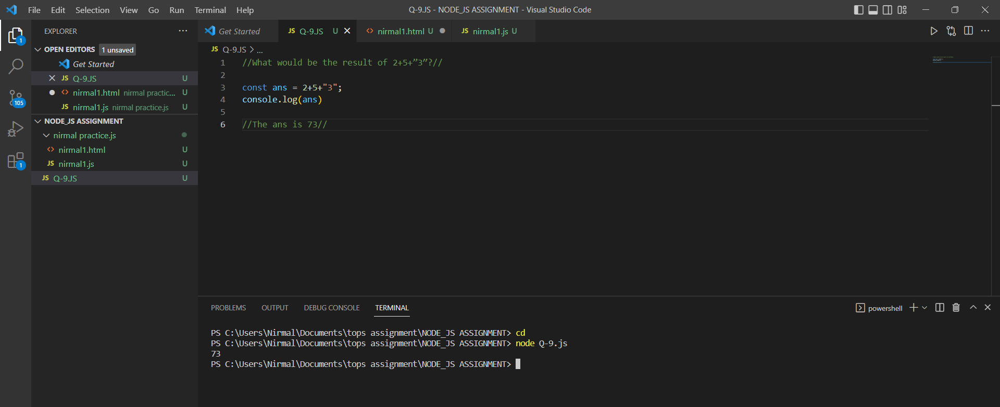 File Edit Selection View Go Run Terminal Help
Q-9.JS - NODE_JS ASSIGNMENT - Visual Studio Code
EXPLORER
OPEN EDITORS 1 unsaved
Get Started
JS Q-9.JS U
<> nirmal1.html nirmal practic... U
JS nirmal1.js nirmal practice.js U
NODE_JS ASSIGNMENT
nirmal practice.js
<> nirmal1.html U
JS nirmal1.js U
JS Q-9.JS U
1
105
1
Get Started
JS Q-9.JS U
<> nirmal1.html U
JS nirmal1.js U
JS Q-9.JS > ...
1 //What would be the result of 2+5+”3”?//
2
3 const ans = 2+5+"3";
4 console.log(ans)
5
6 //The ans is 73//
PROBLEMS OUTPUT DEBUG CONSOLE TERMINAL
powershell
PS C:\Users\Nirmal\Documents\tops assignment\NODE_JS ASSIGNMENT> cd
PS C:\Users\Nirmal\Documents\tops assignment\NODE_JS ASSIGNMENT> node Q-9.js
73
PS C:\Users\Nirmal\Documents\tops assignment\NODE_JS ASSIGNMENT>